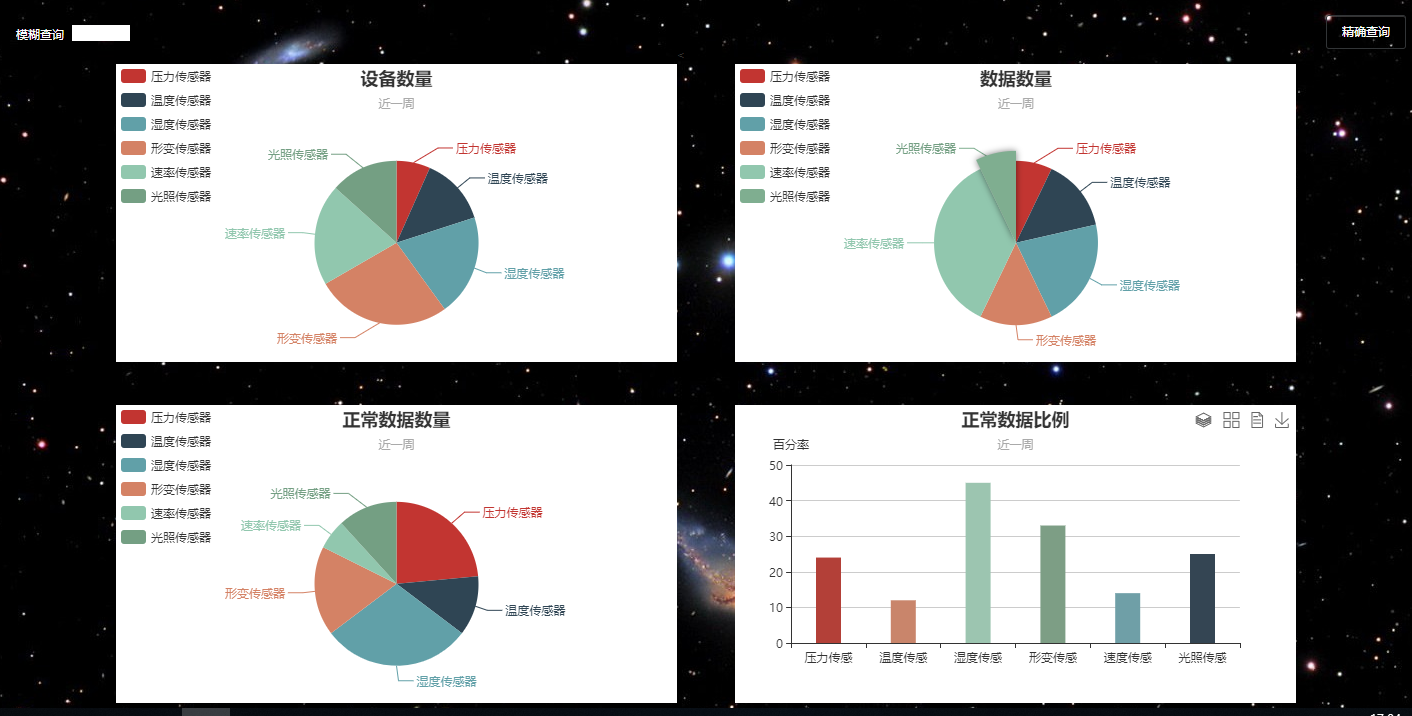 模糊查询
精确查询
设备数量
近一周
压力传感器
温度传感器
湿度传感器
形变传感器
速率传感器
光照传感器
光照传感器
压力传感器
温度传感器
速率传感器
湿度传感器
形变传感器
数据数量
近一周
压力传感器
温度传感器
湿度传感器
形变传感器
速率传感器
光照传感器
光照传感器
压力传感器
温度传感器
速率传感器
湿度传感器
形变传感器
正常数据数量
近一周
压力传感器
温度传感器
湿度传感器
形变传感器
速率传感器
光照传感器
光照传感器
压力传感器
速率传感器
形变传感器
温度传感器
湿度传感器
正常数据比例
近一周
百分率
50
40
30
20
10
0
压力传感 温度传感 湿度传感 形变传感 速度传感 光照传感